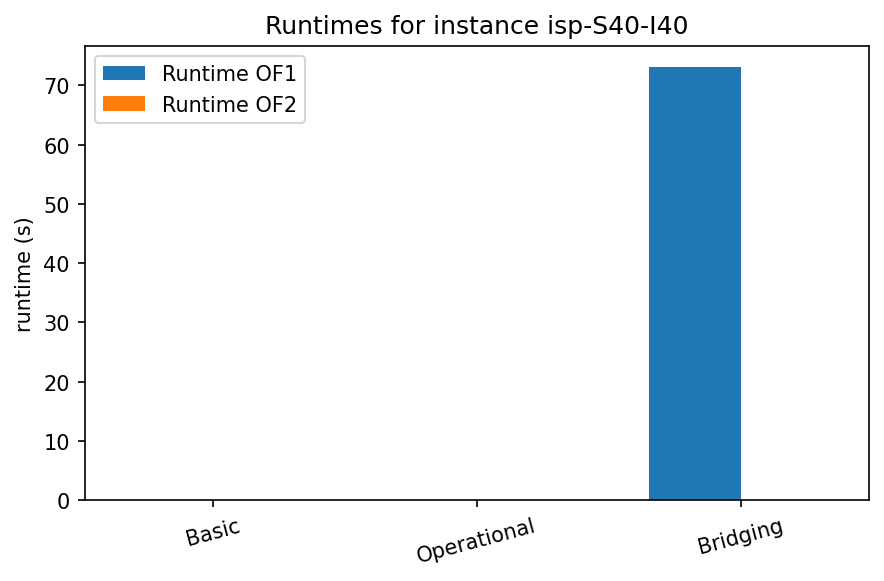 Runtimes for instance isp-S40-I40
Runtime OF1
Runtime OF2
runtime (s)
70
60
50
40
30
20
10
0
Basic
Operational
Bridging